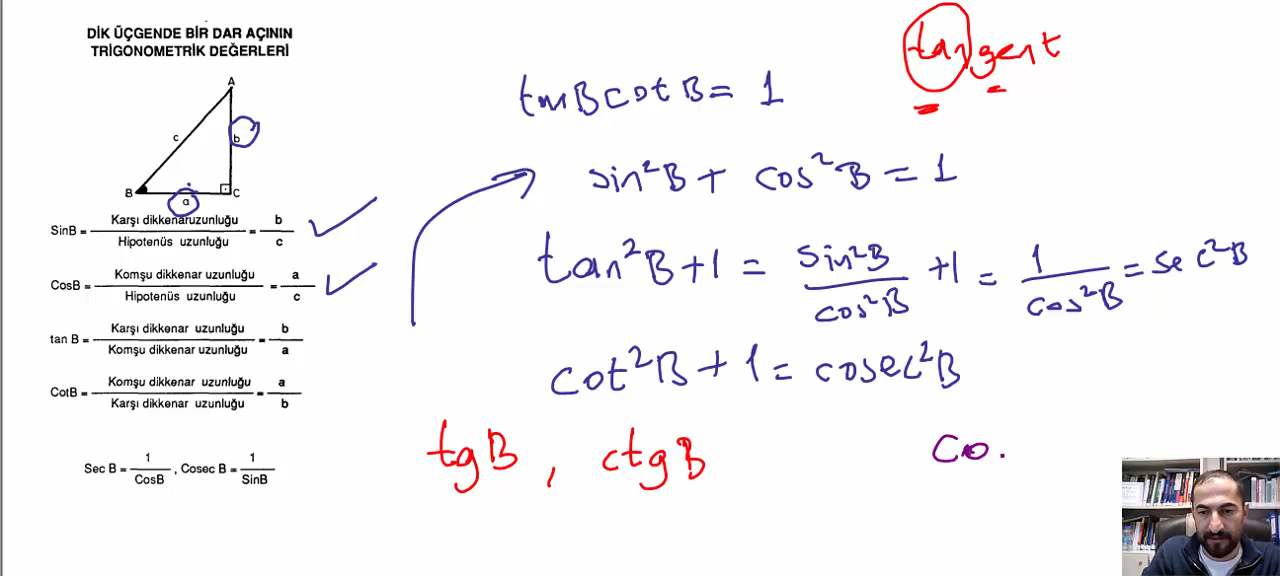 DİK ÜÇGENDE BİR DAR AÇININ
TRİGONOMETRİK DEĞERLERİ
A
c
b
B
a
C
SinB = Karşı dikkenaruzunluğu / Hipotenüs uzunluğu = b / c
CosB = Komşu dikkenar uzunluğu / Hipotenüs uzunluğu = a / c
tan B = Karşı dikkenar uzunluğu / Komşu dikkenar uzunluğu = b / a
CotB = Komşu dikkenar uzunluğu / Karşı dikkenar uzunluğu = a / b
Sec B = 1 / CosB , Cosec B = 1 / SinB
tangent
tanBcotB = 1
sin²B + cos²B = 1
tan²B + 1 = sin²B / cos²B + 1 = 1 / cos²B = sec²B
cot²B + 1 = cosec²B
tgB , ctgB
Co.